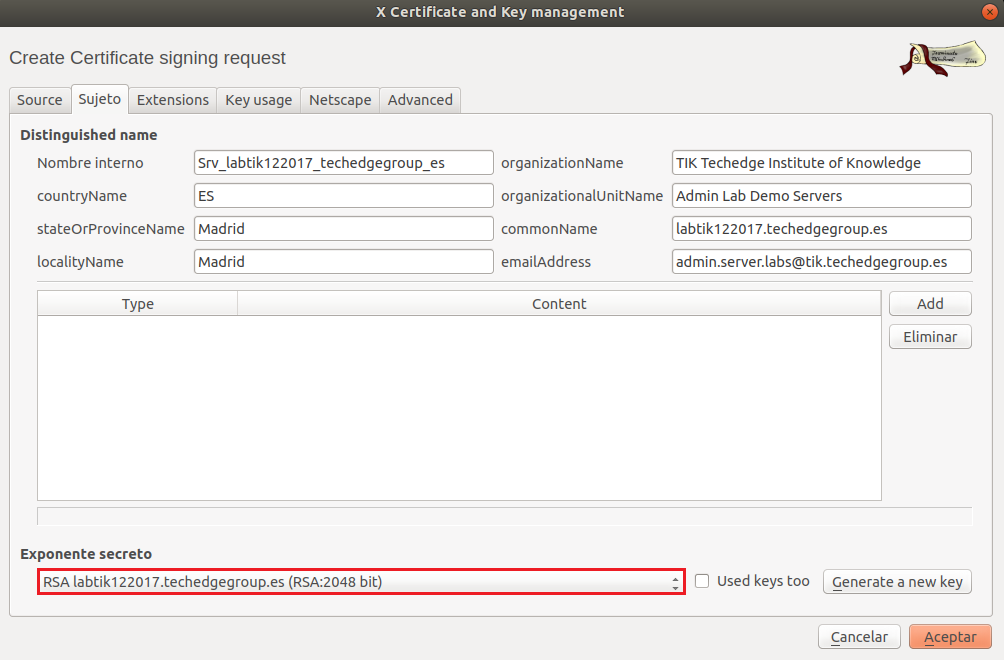 X Certificate and Key management
Create Certificate signing request
Source Sujeto Extensions Key usage Netscape Advanced
Distinguished name
Nombre interno Srv_labtik122017_techedgegroup_es organizationName TIK Techedge Institute of Knowledge
countryName ES organizationalUnitName Admin Lab Demo Servers
stateOrProvinceName Madrid commonName labtik122017.techedgegroup.es
localityName Madrid emailAddress admin.server.labs@tik.techedgegroup.es
Type Content Add
Eliminar
Exponente secreto
RSA labtik122017.techedgegroup.es (RSA:2048 bit) Used keys too Generate a new key
Cancelar Aceptar